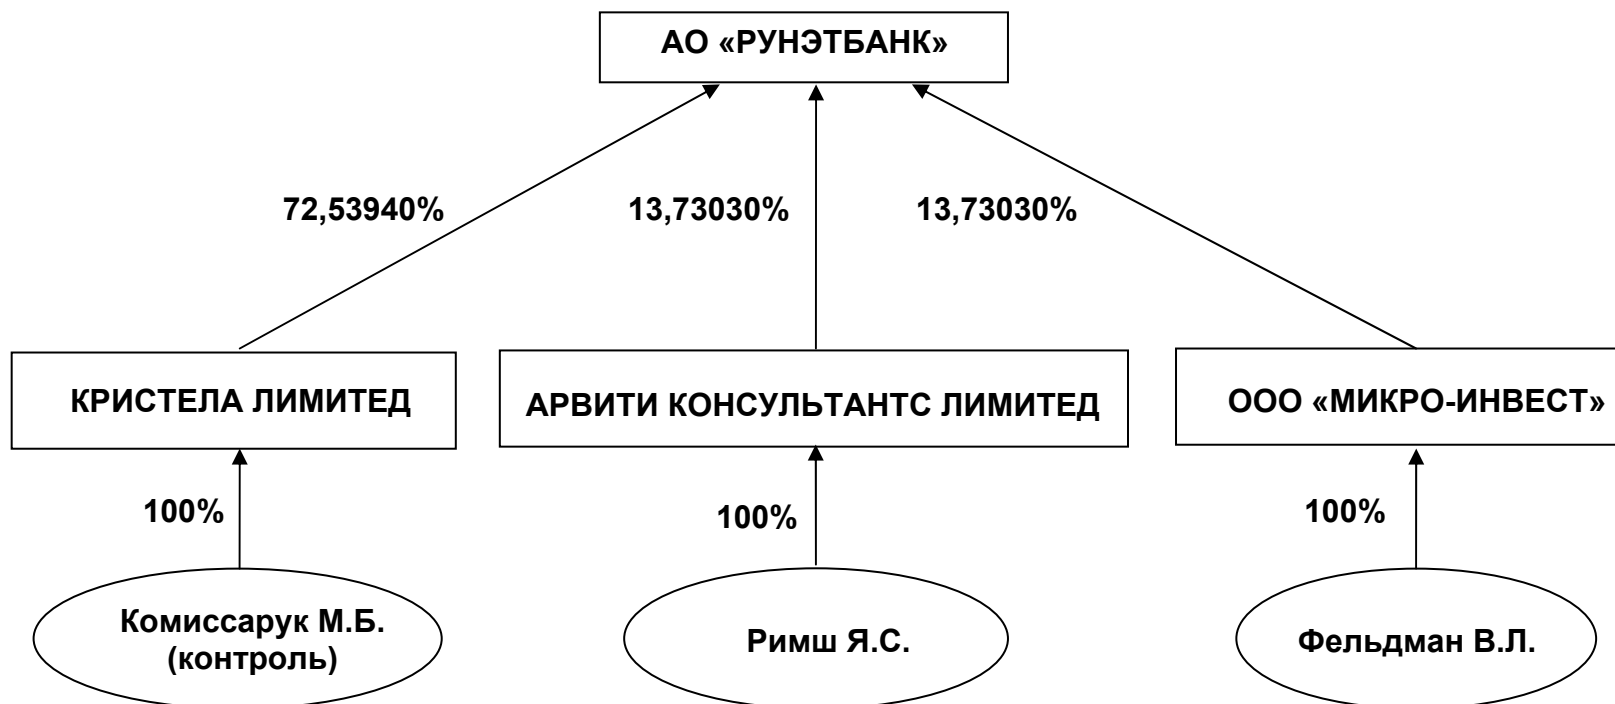 АО «РУНЭТБАНК»
72,53940%
13,73030%
13,73030%
КРИСТЕЛА ЛИМИТЕД
АРВИТИ КОНСУЛЬТАНТС ЛИМИТЕД
ООО «МИКРО-ИНВЕСТ»
100%
100%
100%
Комиссарук М.Б.
(контроль)
Римш Я.С.
Фельдман В.Л.